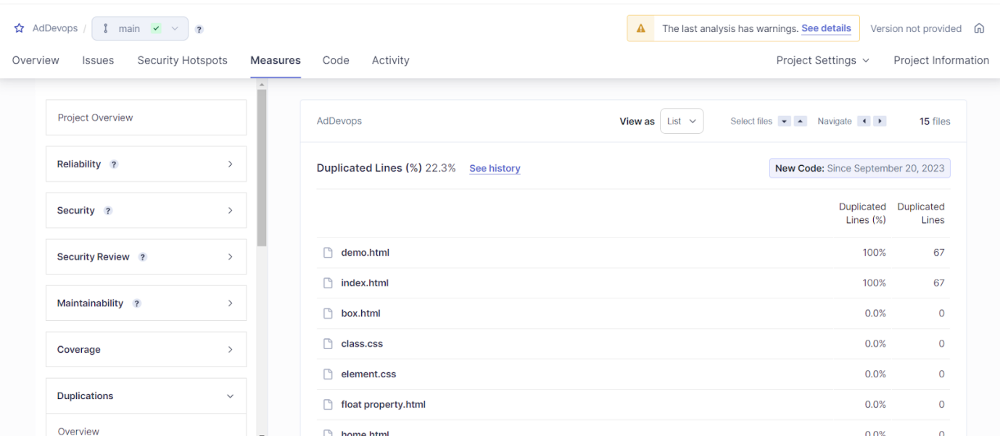 AdDevops / main ?
The last analysis has warnings. See details Version not provided
Overview Issues Security Hotspots Measures Code Activity Project Settings Project Information
Project Overview
Reliability ?
Security ?
Security Review ?
Maintainability ?
Coverage
Duplications
Overview
AdDevops View as List Select files Navigate 15 files
Duplicated Lines (%) 22.3% See history New Code: Since September 20, 2023
Duplicated Lines (%) Duplicated Lines
demo.html 100% 67
index.html 100% 67
box.html 0.0% 0
class.css 0.0% 0
element.css 0.0% 0
float property.html 0.0% 0
home.html 0.0% 0